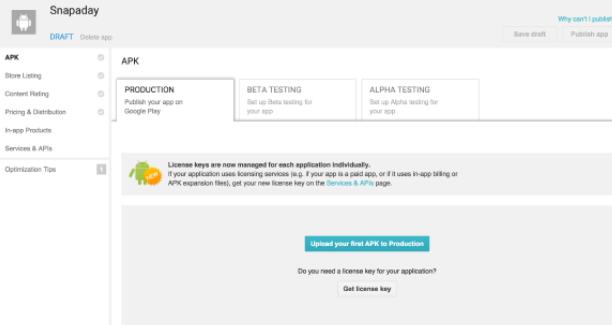 Snapaday
Why can't I publish
DRAFT Delete app
Save draft Publish app
APK
Store Listing
Content Rating
Pricing & Distribution
In-app Products
Services & APIs
Optimization Tips 1
APK
PRODUCTION
Publish your app on
Google Play
BETA TESTING
Set up Beta testing for
your app
ALPHA TESTING
Set up Alpha testing for
your app
NEW
License keys are now managed for each application individually.
If your application uses licensing services (e.g. if your app is a paid app, or if it uses in-app billing or
APK expansion files), get your new license key on the Services & APIs page.
Upload your first APK to Production
Do you need a license key for your application?
Get license key